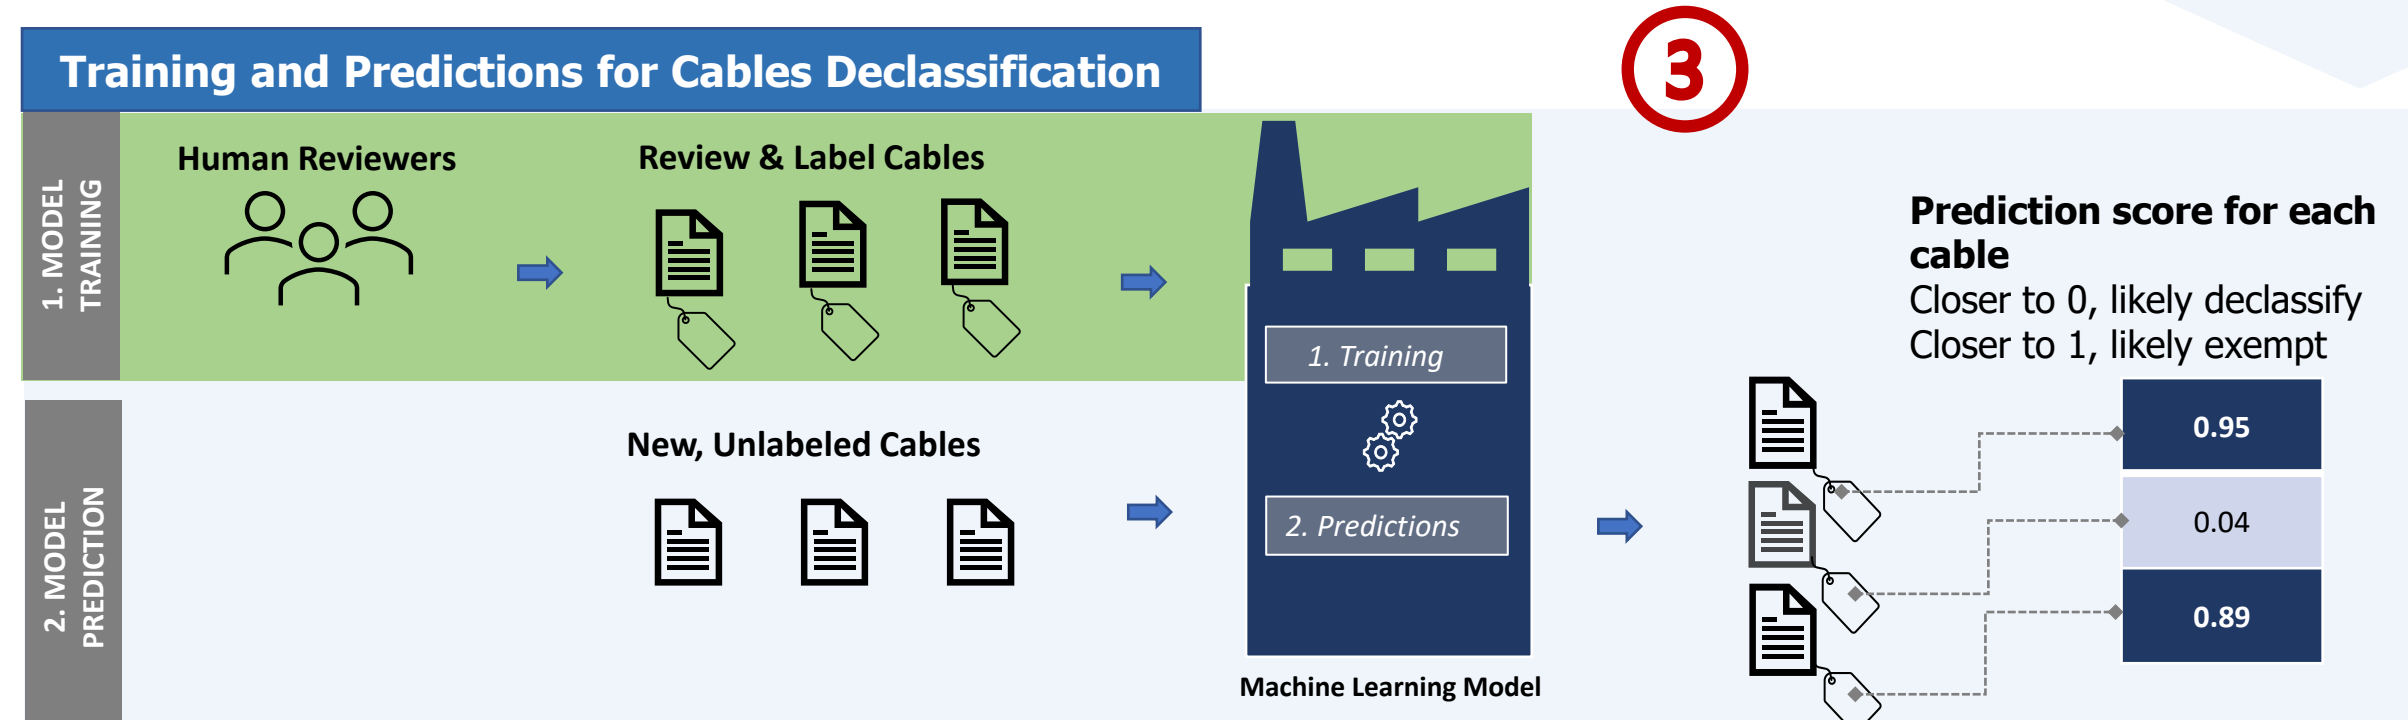 Training and Predictions for Cables Declassification
3
1. MODEL
TRAINING
Human Reviewers
Review & Label Cables
1. Training
2. MODEL
PREDICTION
New, Unlabeled Cables
2. Predictions
Machine Learning Model
Prediction score for each
cable
Closer to 0, likely declassify
Closer to 1, likely exempt
0.95
0.04
0.89